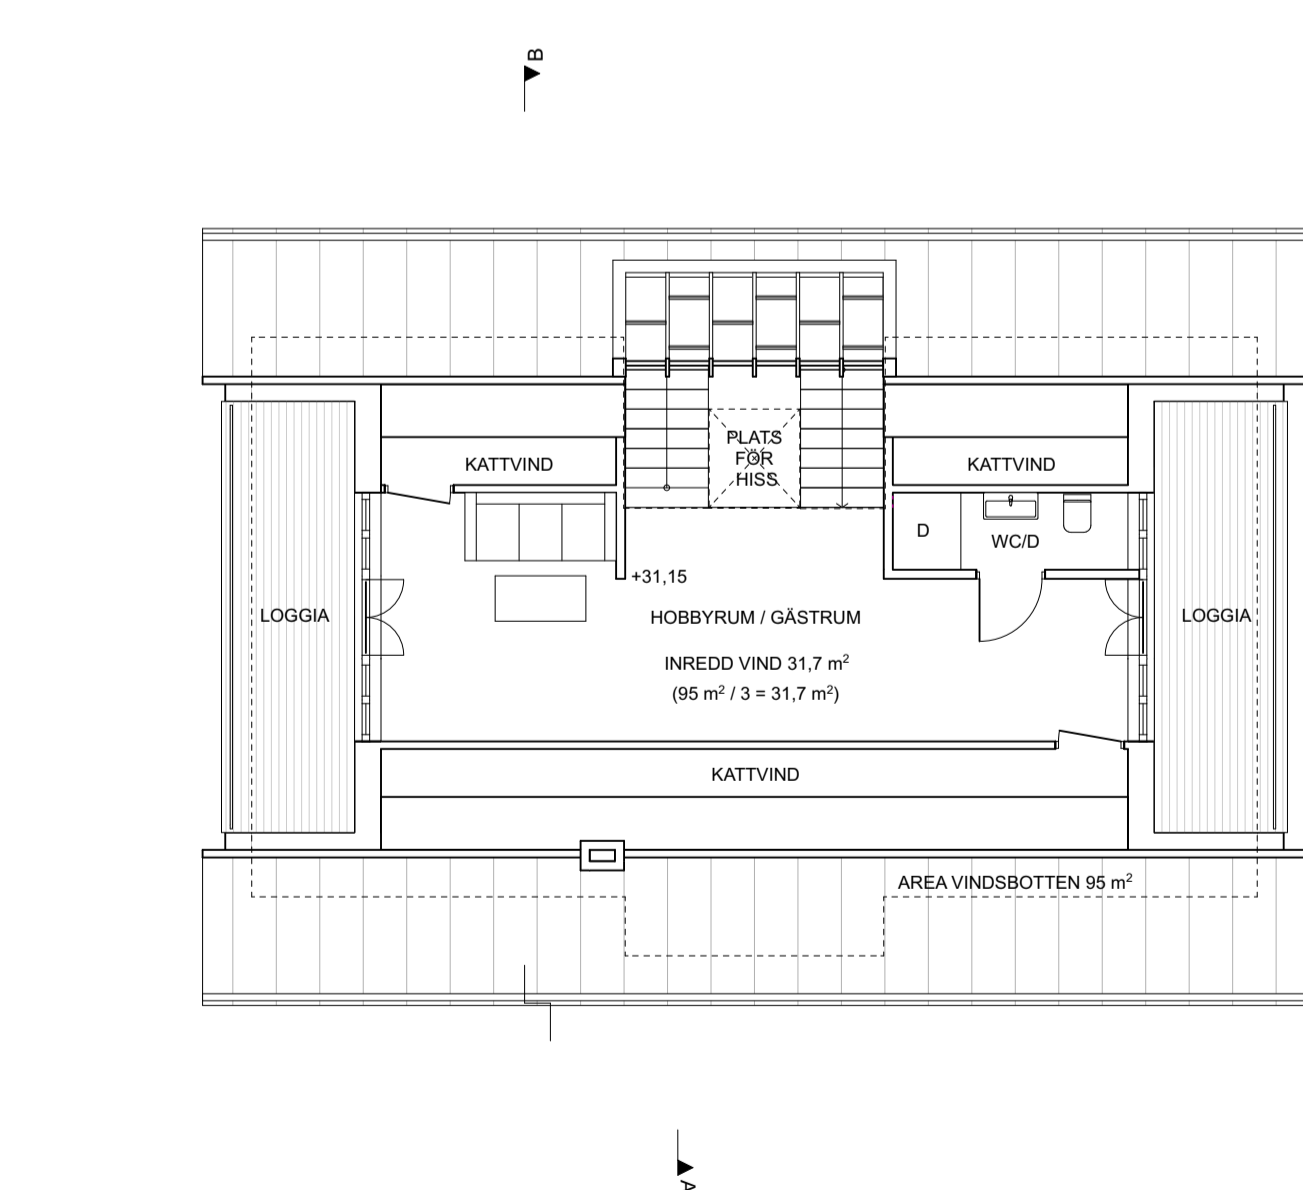 B
PLATS
FÖR
HISS
KATTVIND
KATTVIND
D
WC/D
+31,15
LOGGIA
HOBBYRUM / GÄSTRUM
LOGGIA
INREDD VIND 31,7 m²
(95 m² / 3 = 31,7 m²)
KATTVIND
AREA VINDSBOTTEN 95 m²
A